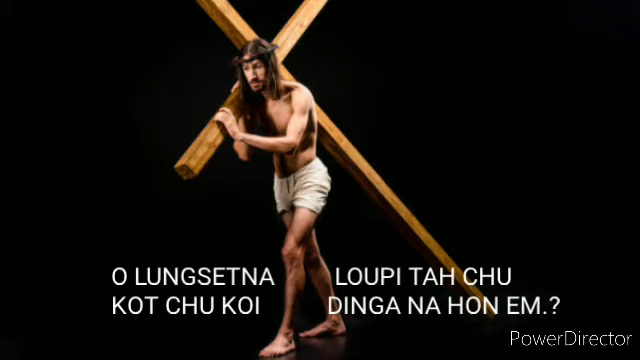 O LUNGSETNA LOUPI TAH CHU
KOT CHU KOI DINGA NA HON EM.?
PowerDirector